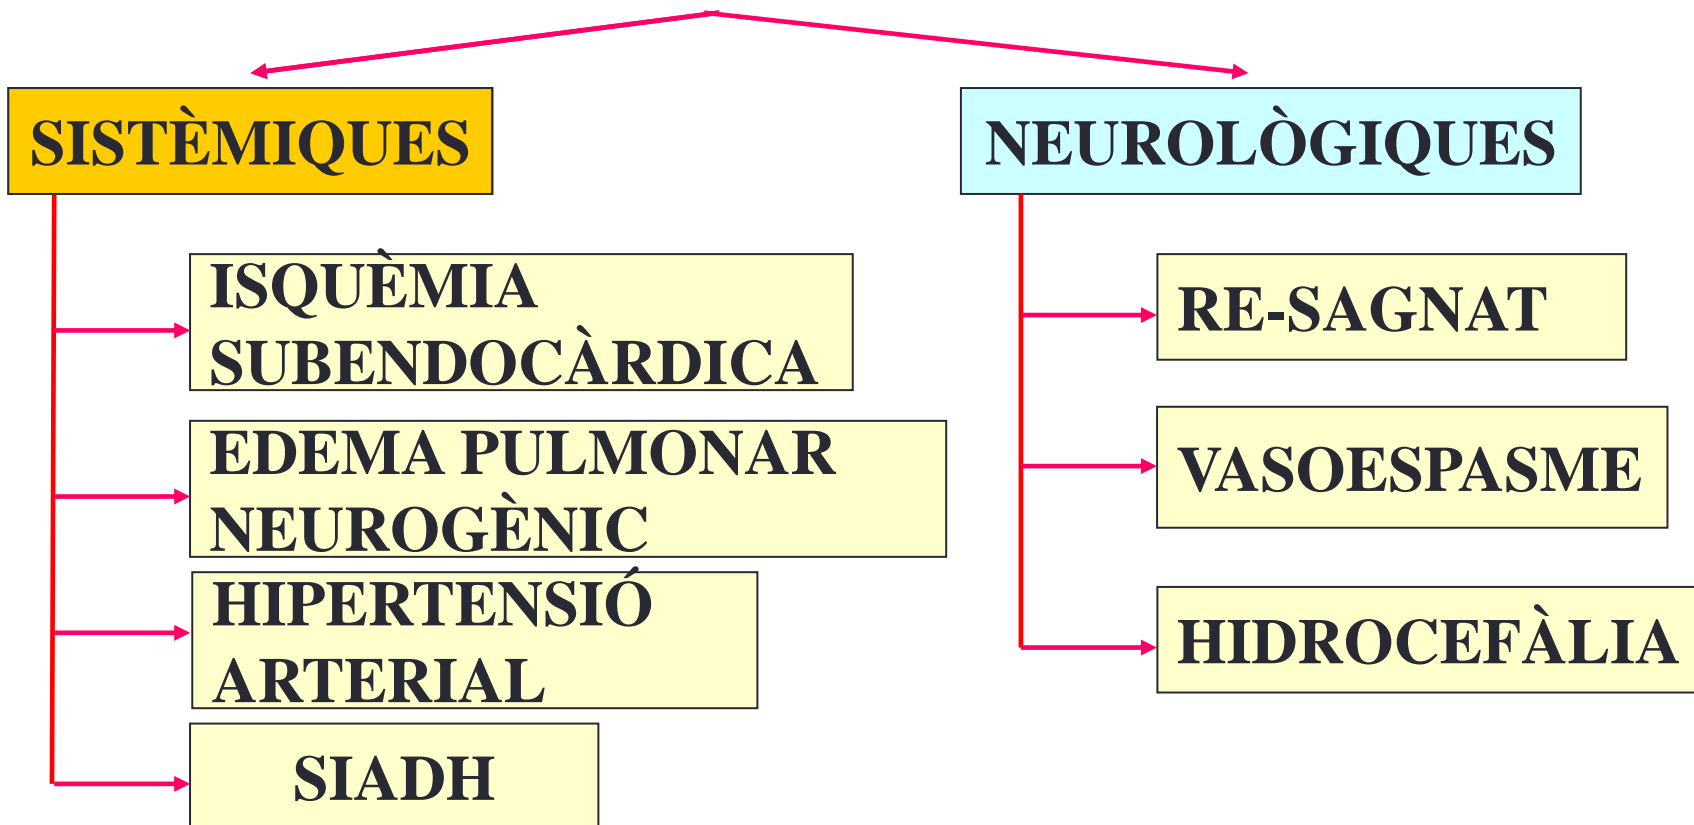 SISTÈMIQUES
ISQUÈMIA
SUBENDOCÀRDICA
EDEMA PULMONAR
NEUROGÈNIC
HIPERTENSIÓ
ARTERIAL
SIADH
NEUROLÒGIQUES
RE-SAGNAT
VASOESPASME
HIDROCEFÀLIA